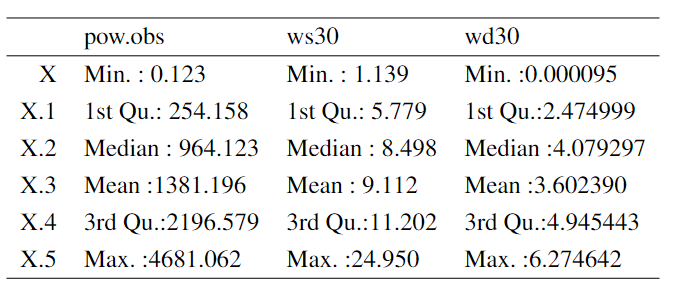 pow.obs ws30 wd30
X Min. : 0.123 Min. : 1.139 Min. :0.000095
X.1 1st Qu.: 254.158 1st Qu.: 5.779 1st Qu.:2.474999
X.2 Median : 964.123 Median : 8.498 Median :4.079297
X.3 Mean :1381.196 Mean : 9.112 Mean :3.602390
X.4 3rd Qu.:2196.579 3rd Qu.:11.202 3rd Qu.:4.945443
X.5 Max. :4681.062 Max. :24.950 Max. :6.274642